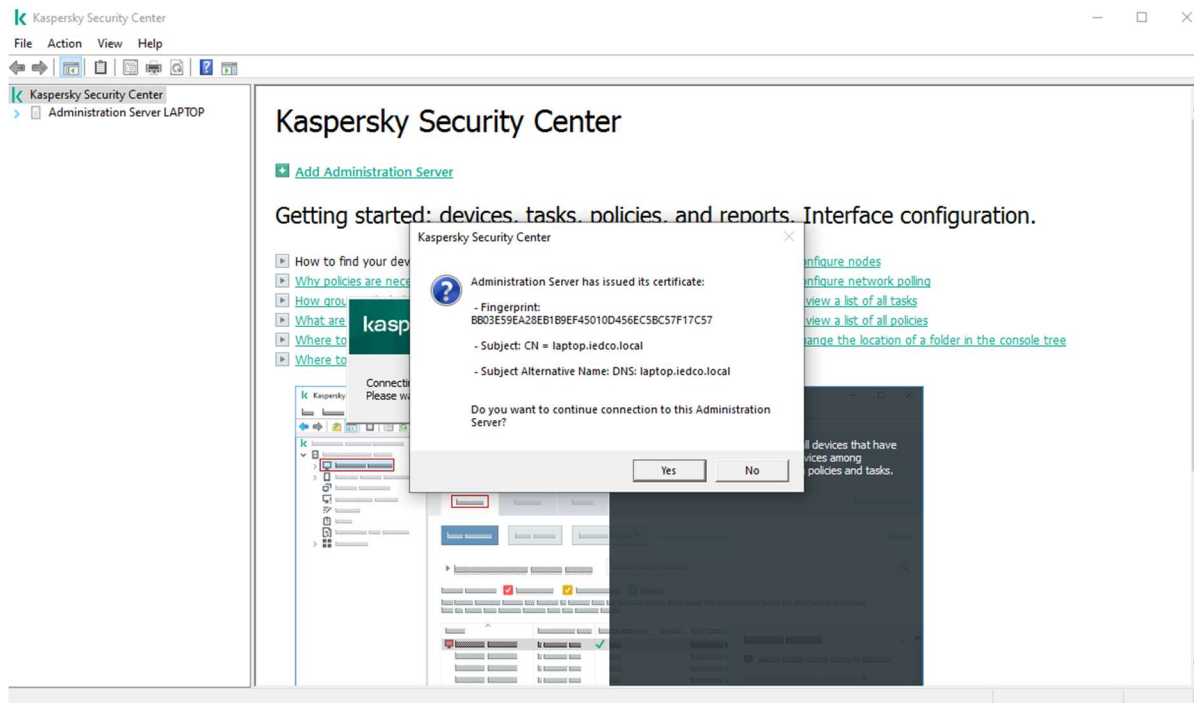 Kaspersky Security Center
File Action View Help
Kaspersky Security Center
Administration Server LAPTOP
Kaspersky Security Center
Add Administration Server
Getting started: devices, tasks, policies, and reports. Interface configuration.
How to find your dev
Why policies are nece
How grou
What are
Where to
Where to
nfigure nodes
nfigure network polling
view a list of all tasks
view a list of all policies
ange the location of a folder in the console tree
kasp
Connectin
Please wa
Kaspersky Security Center
Administration Server has issued its certificate:
- Fingerprint:
BB03E59EA28EB1B9EF45010D456EC5BC57F17C57
- Subject: CN = laptop.iedco.local
- Subject Alternative Name: DNS: laptop.iedco.local
Do you want to continue connection to this Administration
Server?
Yes No
Kaspersky
ll devices that have
vices among
policies and tasks.